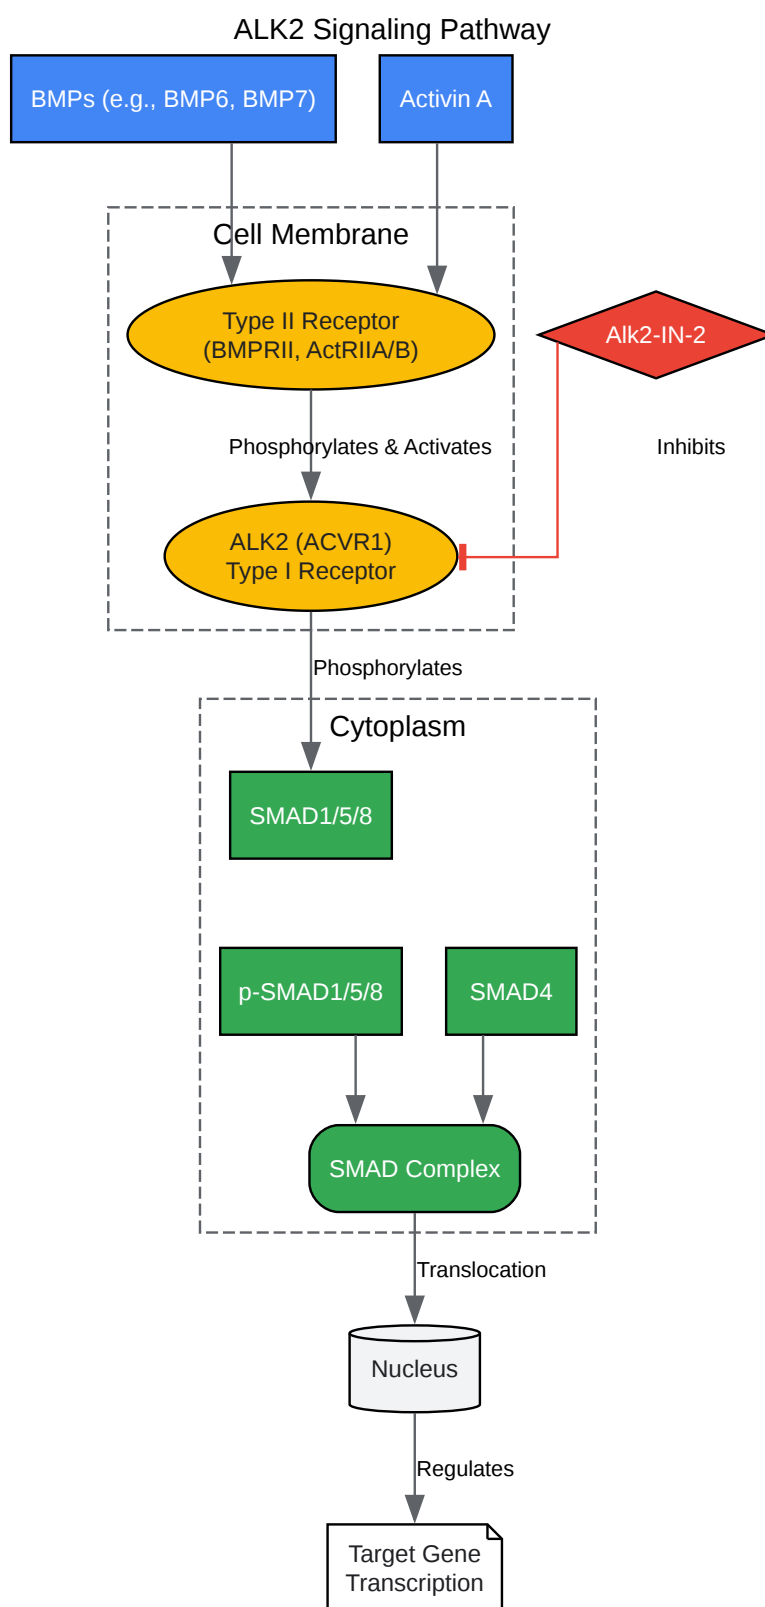 ALK2 Signaling Pathway
BMPs (e.g., BMP6, BMP7)
Activin A
Cell Membrane
Type II Receptor
(BMPRII, ActRIIA/B)
Alk2-IN-2
Phosphorylates & Activates
Inhibits
ALK2 (ACVR1)
Type I Receptor
Phosphorylates
Cytoplasm
SMAD1/5/8
p-SMAD1/5/8
SMAD4
SMAD Complex
Translocation
Nucleus
Regulates
Target Gene
Transcription